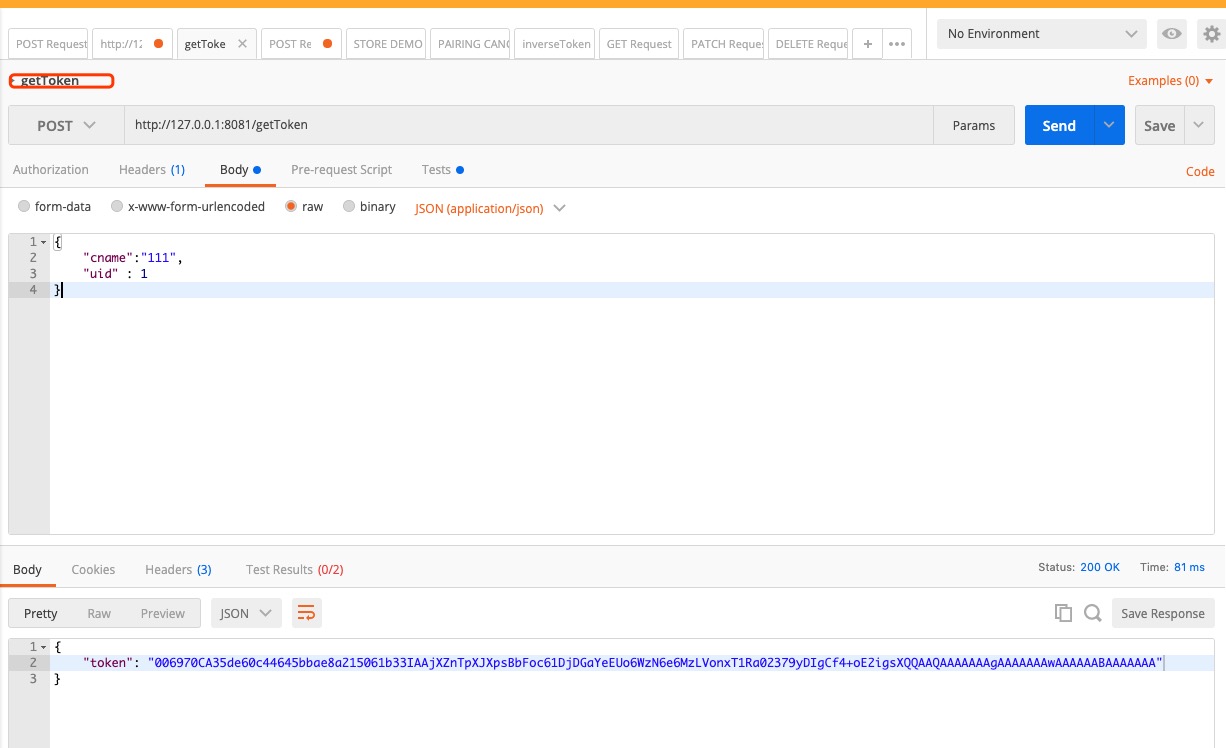 POST Request
http://12
getToke
POST Re
STORE DEMO
PAIRING CANC
inverseToken
GET Request
PATCH Reque
DELETE Reque
No Environment
getToken
Examples (0)
POST
http://127.0.0.1:8081/getToken
Params
Send
Save
Authorization
Headers (1)
Body
Pre-request Script
Tests
Code
form-data
x-www-form-urlencoded
raw
binary
JSON (application/json)
1 {
2 "cname":"111",
3 "uid" : 1
4 }
Body
Cookies
Headers (3)
Test Results (0/2)
Status: 200 OK
Time: 81 ms
Pretty
Raw
Preview
JSON
Save Response
1 {
2 "token": "006970CA35de60c44645bbae8a215061b33IAAjXZnTpXJXpsBbFoc61DjDGaYeEUo6WzN6e6MzLVonxT1Ra02379yDIgCf4+oE2igsXQQAAQAAAAAAAgAAAAAAAwAAAAAABAAAAAAA"
3 }